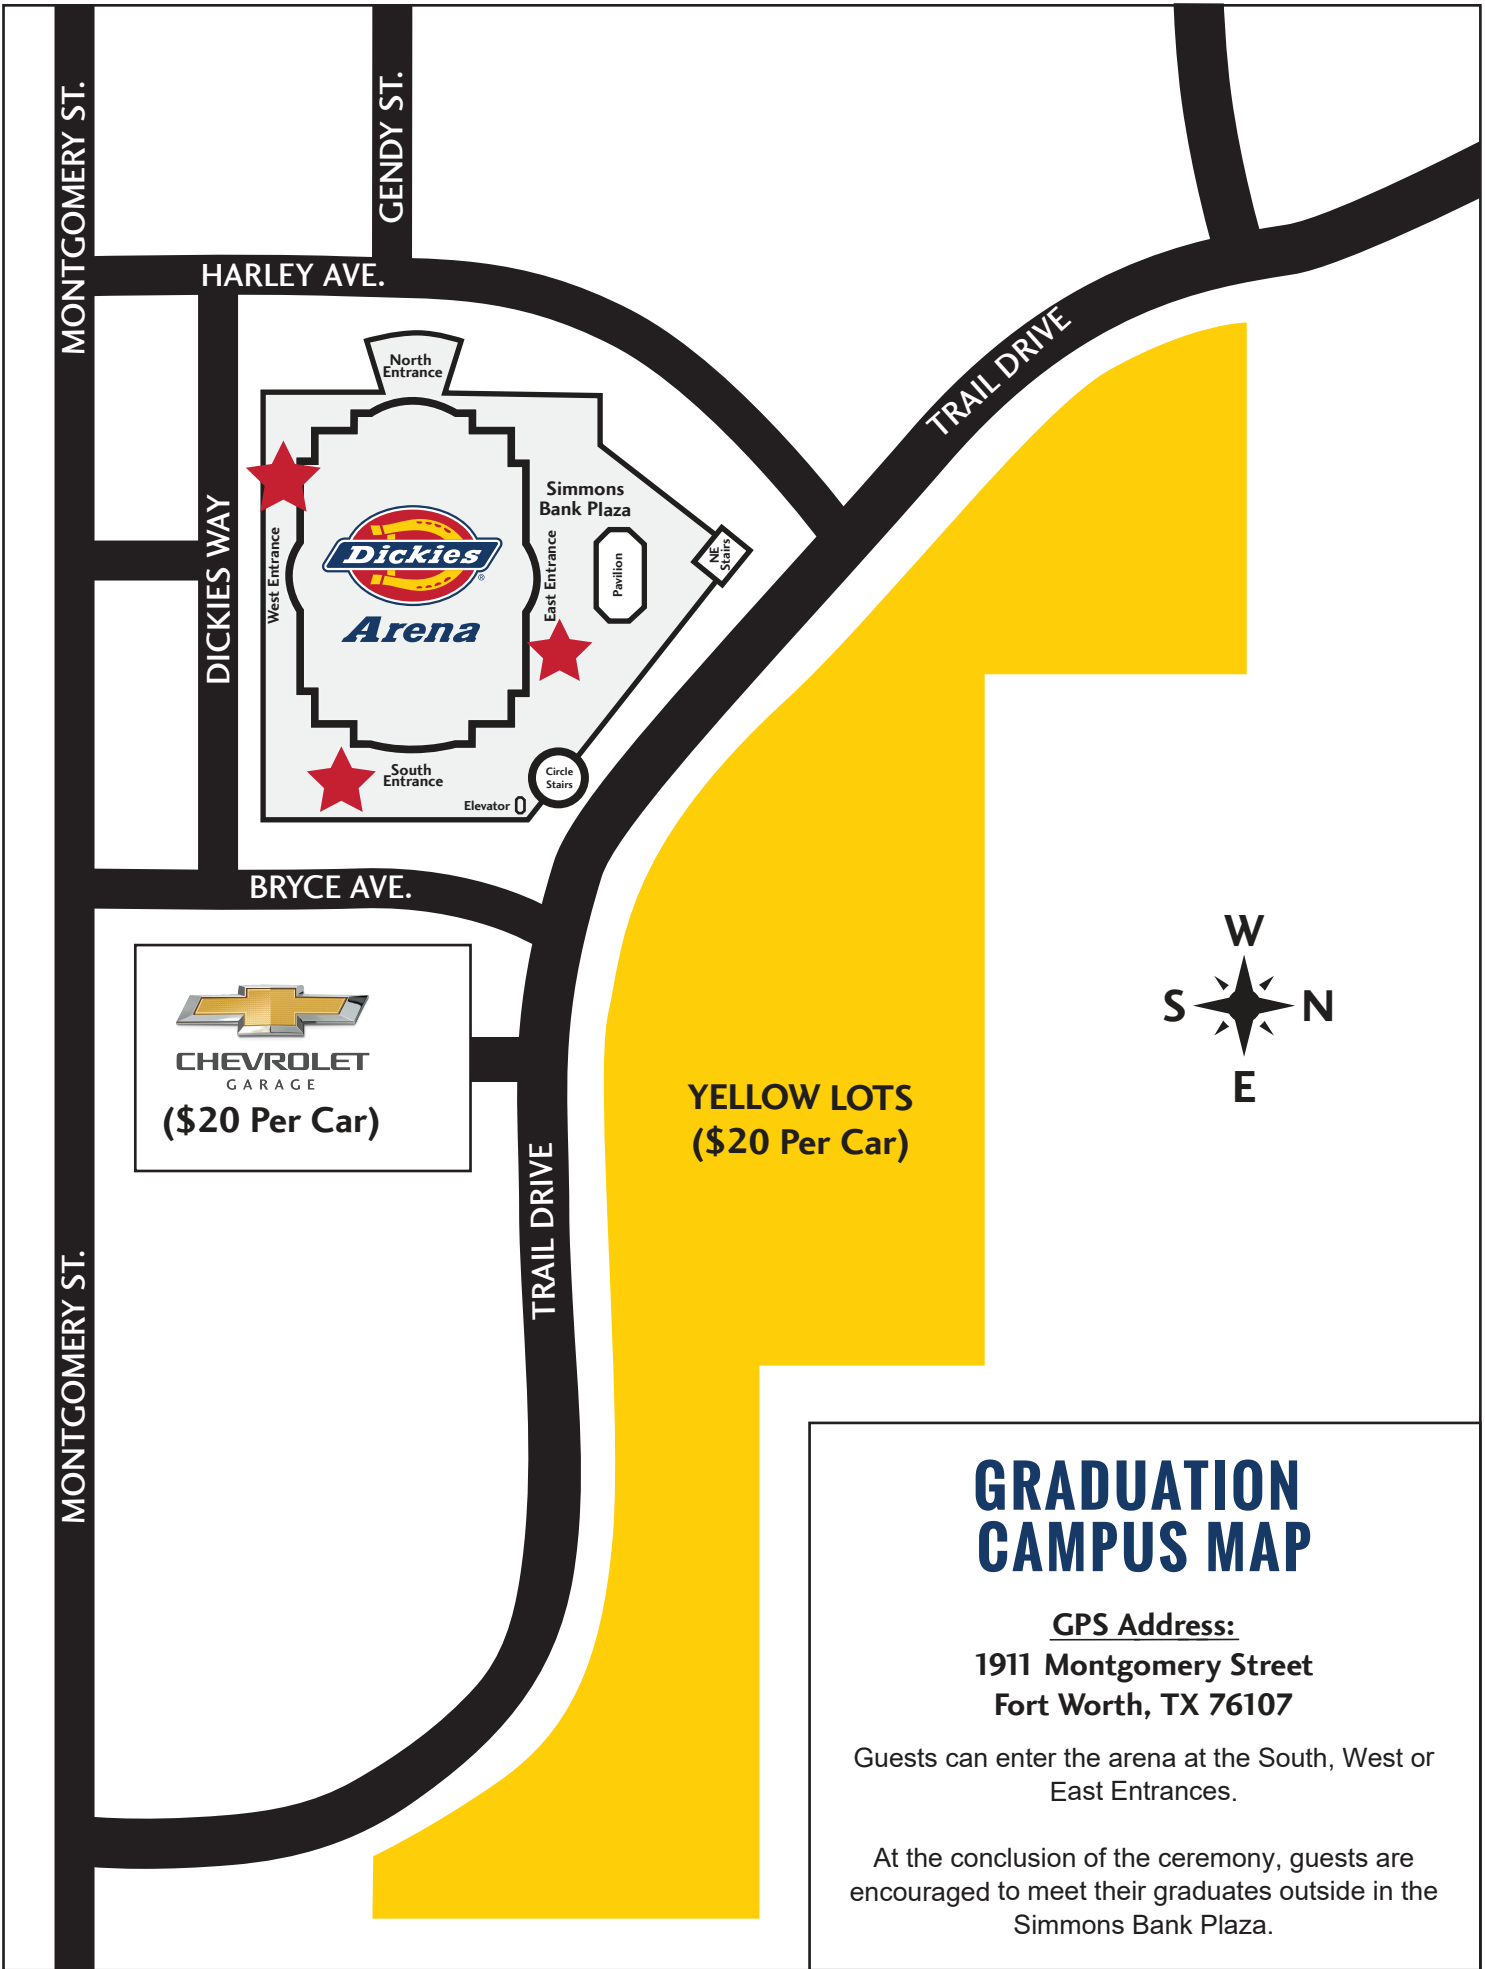 MONTGOMERY ST.
GENDY ST.
HARLEY AVE.
TRAIL DRIVE
North
Entrance
Simmons
Bank Plaza
NE
Stairs
DICKIES WAY
West Entrance
Dickies
®
Arena
East Entrance
Pavilion
South
Entrance
Circle
Stairs
Elevator
BRYCE AVE.
CHEVROLET
GARAGE
($20 Per Car)
W
S
N
E
YELLOW LOTS
($20 Per Car)
TRAIL DRIVE
MONTGOMERY ST.
GRADUATION
CAMPUS MAP
GPS Address:
1911 Montgomery Street
Fort Worth, TX 76107
Guests can enter the arena at the South, West or
East Entrances.
At the conclusion of the ceremony, guests are
encouraged to meet their graduates outside in the
Simmons Bank Plaza.